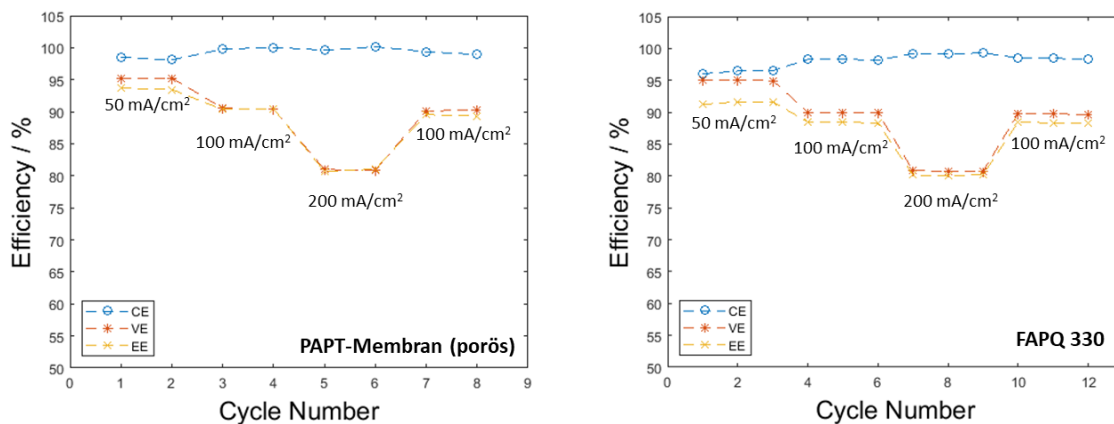 Efficiency / %
105
100
95
90
85
80
75
70
65
60
55
50
50 mA/cm²
100 mA/cm²
200 mA/cm²
100 mA/cm²
CE
VE
EE
PAPT-Membran (porös)
0 1 2 3 4 5 6 7 8 9
Cycle Number
Efficiency / %
105
100
95
90
85
80
75
70
65
60
55
50
50 mA/cm²
100 mA/cm²
200 mA/cm²
100 mA/cm²
CE
VE
EE
FAPQ 330
0 2 4 6 8 10 12
Cycle Number